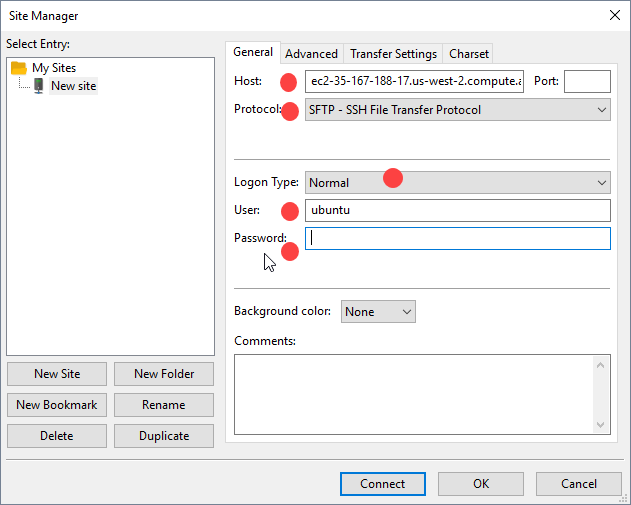 Site Manager
Select Entry:
My Sites
New site
New Site
New Folder
New Bookmark
Rename
Delete
Duplicate
General
Advanced
Transfer Settings
Charset
Host:
ec2-35-167-188-17.us-west-2.compute.a
Port:
Protocol:
SFTP - SSH File Transfer Protocol
Logon Type:
Normal
User:
ubuntu
Password:
Background color:
None
Comments:
Connect
OK
Cancel